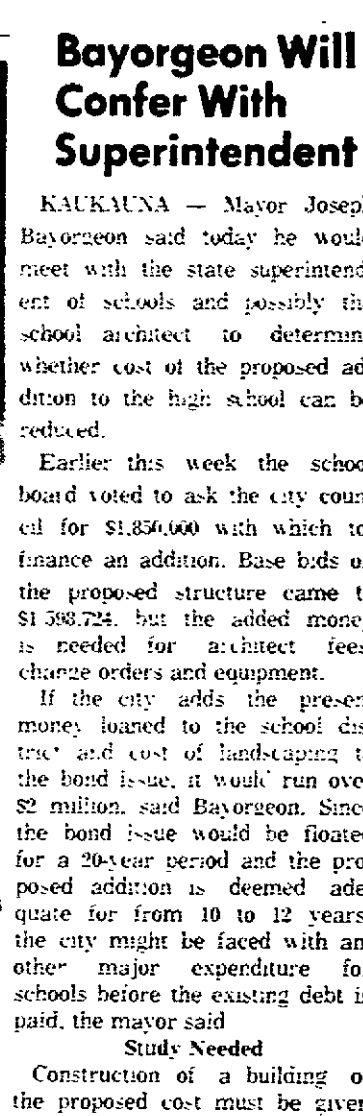 Bayorgeon Will
Confer With
Superintendent
KAUKAUNA — Mayor Joseph
Bayorgeon said today he would
meet with the state superintend-
ent of schools and possibly the
school architect to determine
whether cost of the proposed ad-
dition to the high school can be
reduced.
Earlier this week the school
board voted to ask the city coun-
cil for $1,850,000 with which to
finance an addition. Base bids on
the proposed structure came to
$1,598,724, but the added money
is needed for architect fees,
change orders and equipment.
If the city adds the present
money loaned to the school dis-
trict and cost of landscaping to
the bond issue, it would run over
$2 million, said Bayorgeon. Since
the bond issue would be floated
for a 20-year period and the pro-
posed addition is deemed ade-
quate for from 10 to 12 years,
the city might be faced with an-
other major expenditure for
schools before the existing debt is
paid, the mayor said
Study Needed
Construction of a building of
the proposed cost must be given